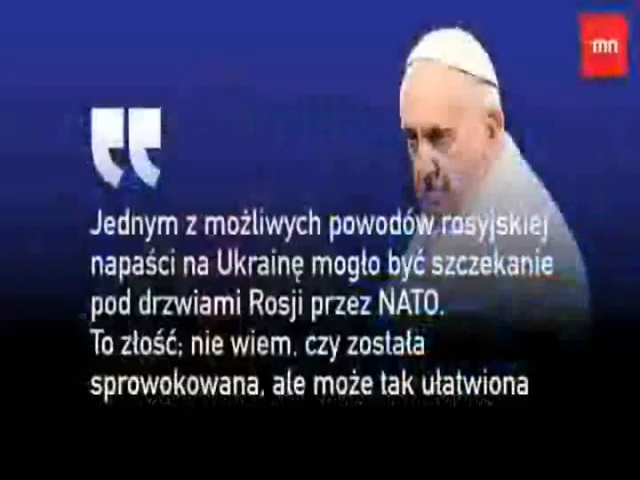 mn
Jednym z możliwych powodów rosyjskiej
napaści na Ukrainę mogło być szczekanie
pod drzwiami Rosji przez NATO.
To złość; nie wiem, czy została
sprowokowana, ale może tak ułatwiona